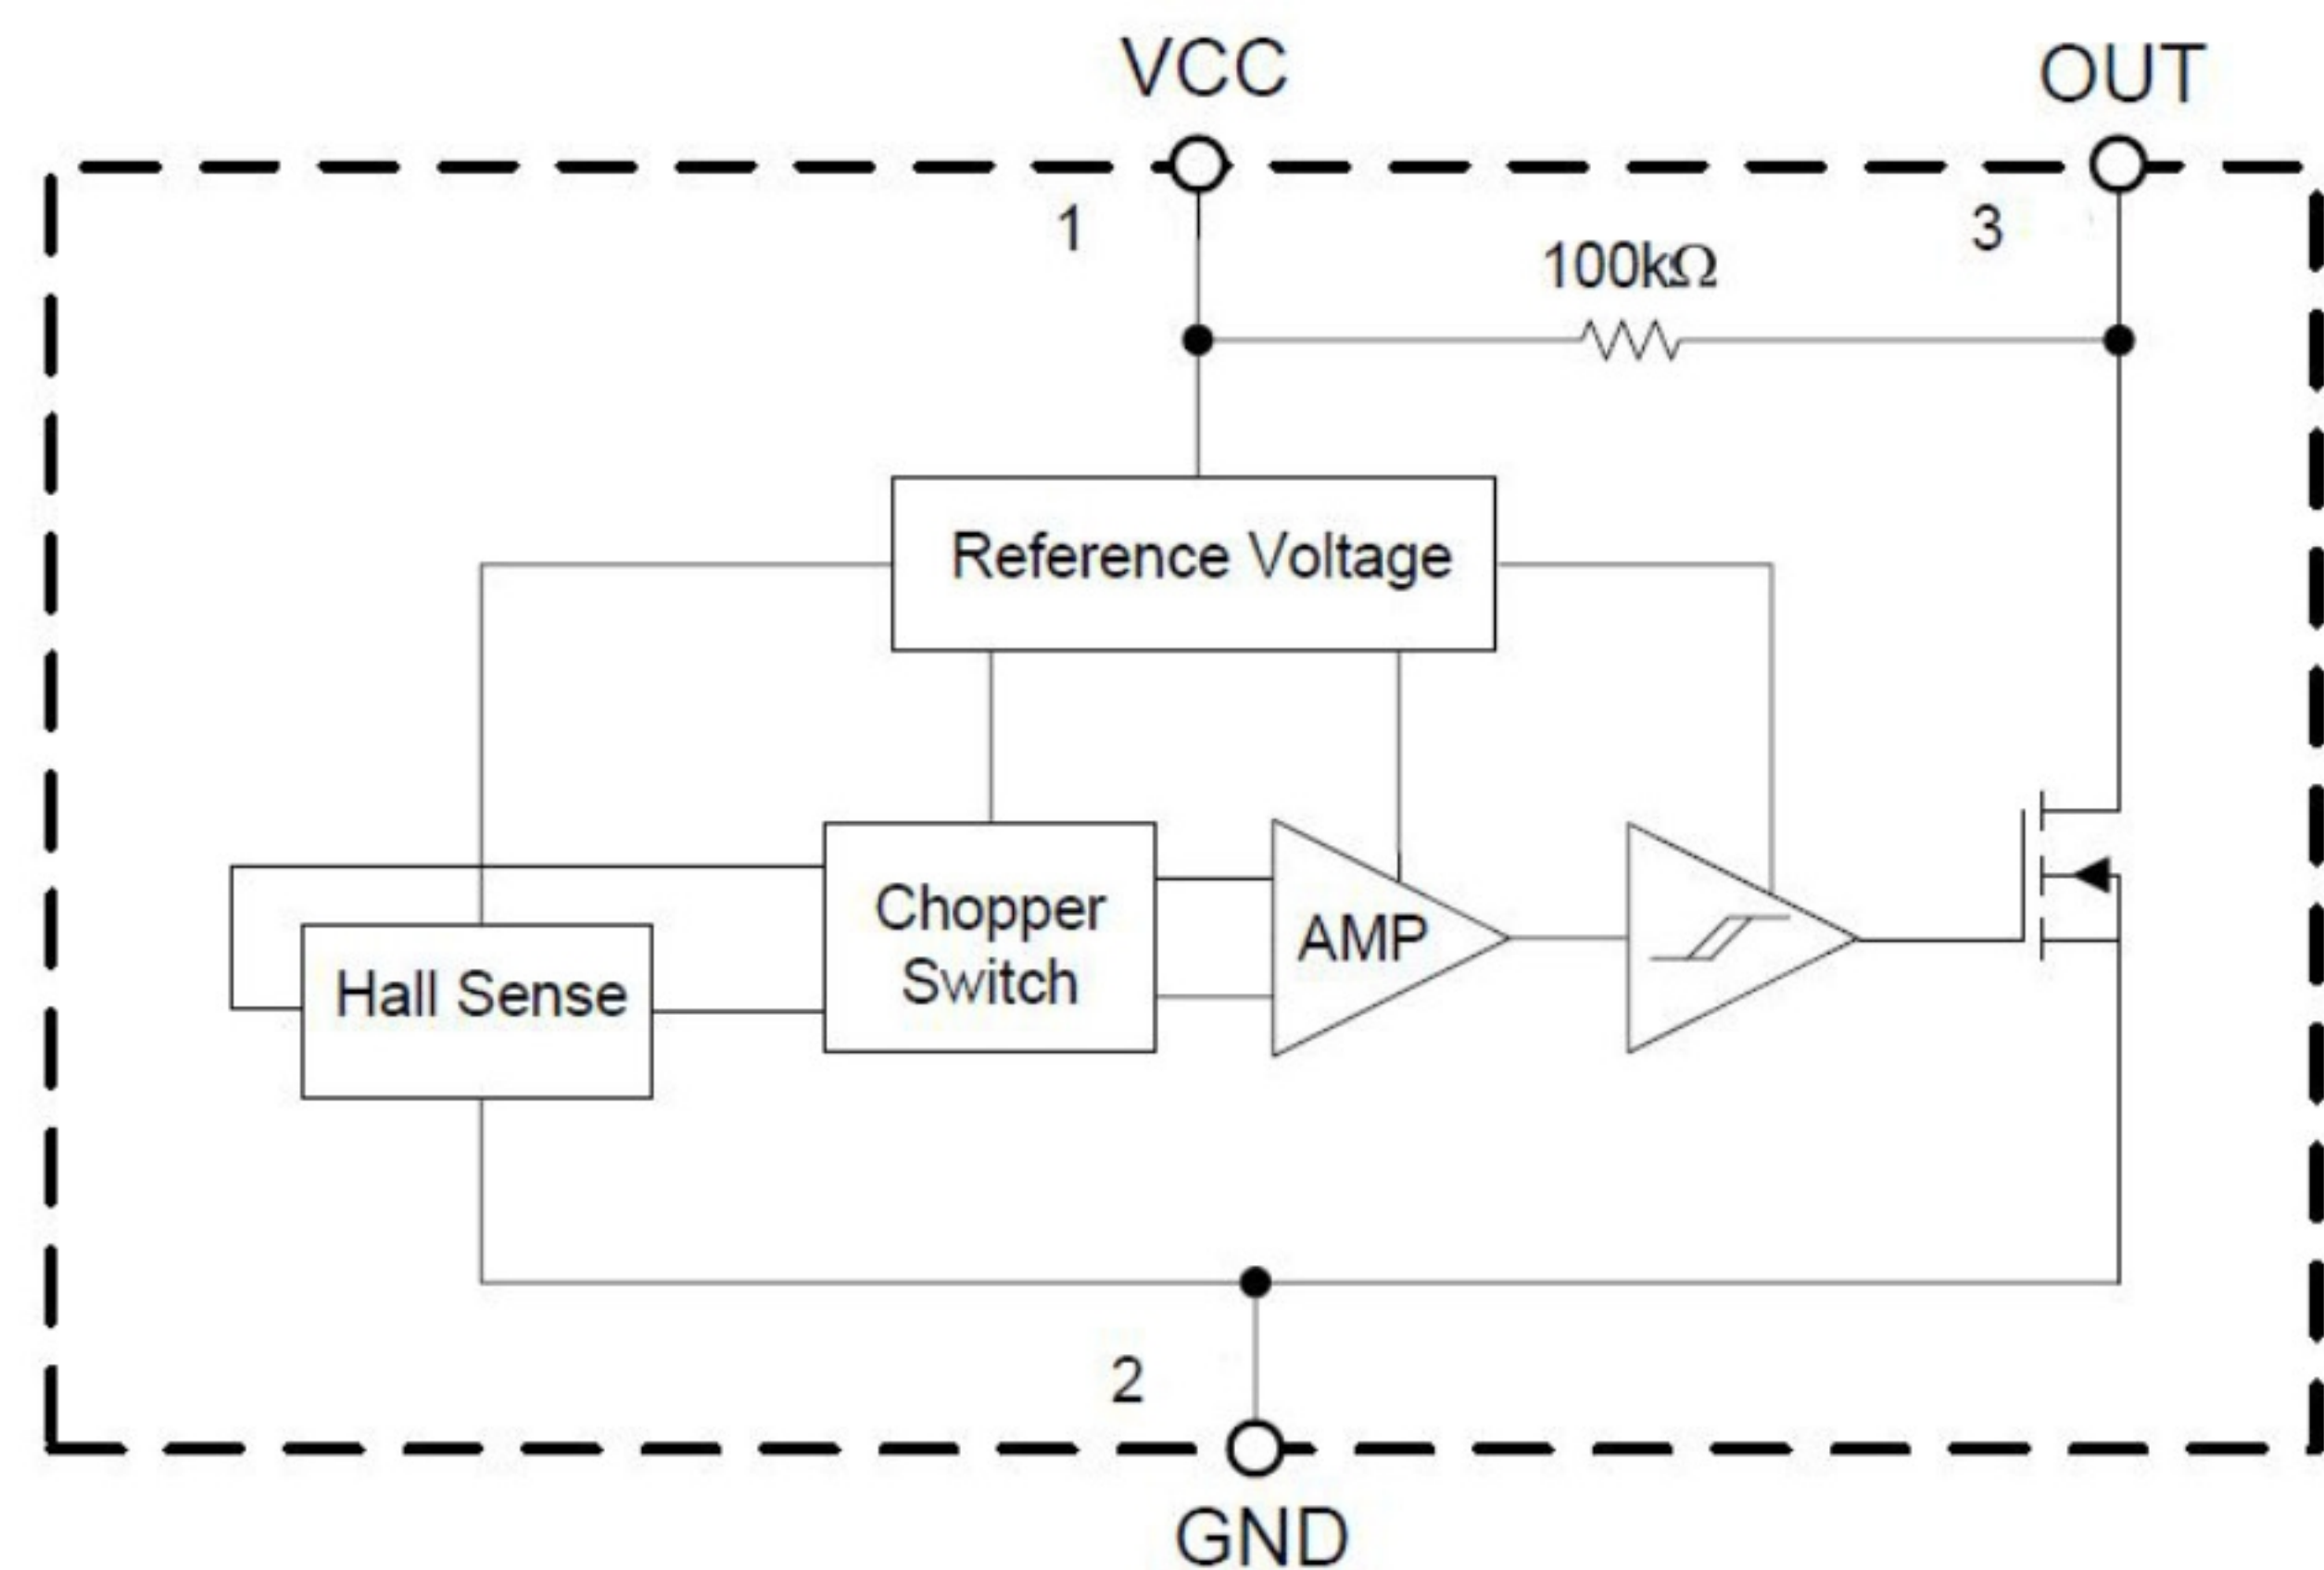 VCC
OUT
1
3
100kΩ
Reference Voltage
Chopper
Switch
AMP
Hall Sense
2
GND